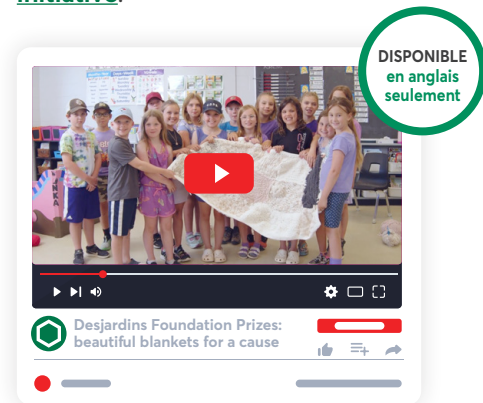 initiative.
DISPONIBLE
en anglais
seulement
Desjardins Foundation Prizes:
beautiful blankets for a cause